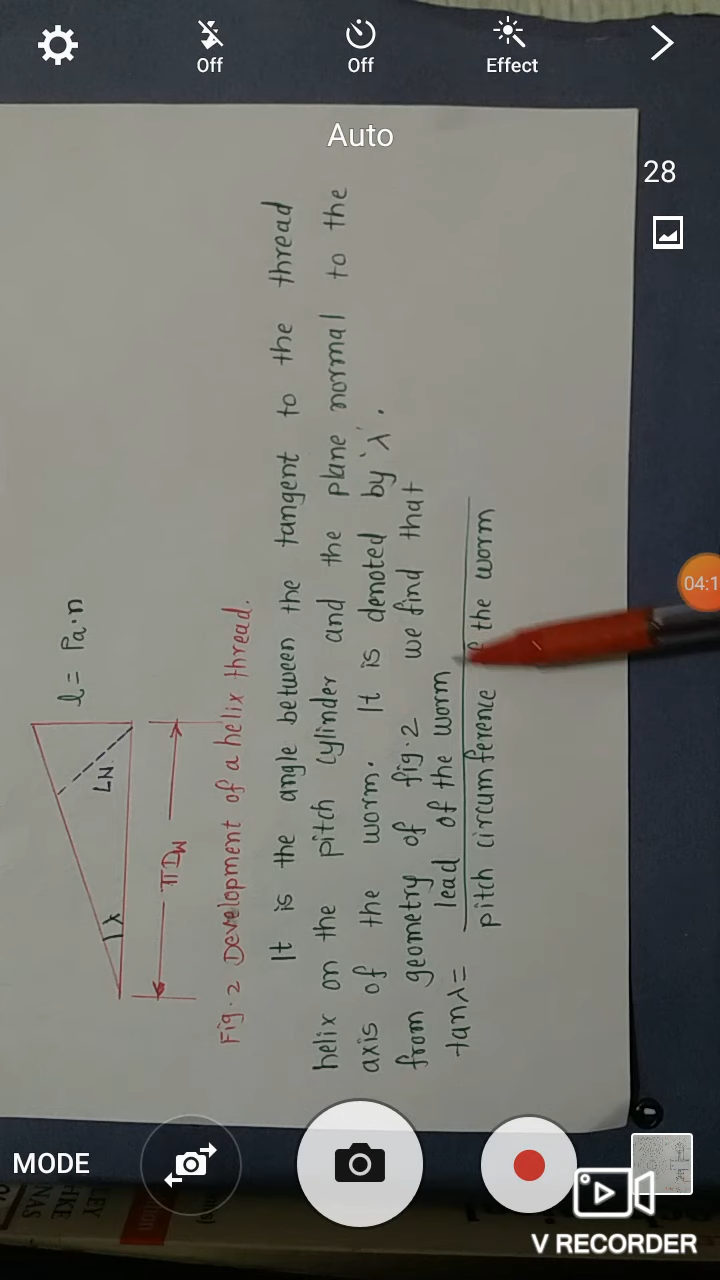 Off
Off
Effect
Auto
28
04:1
l = Pa.n
LN
λ
πDw
Fig.2 Development of a helix thread.
It is the angle between the tangent to the thread
helix on the pitch cylinder and the plane normal to the
axis of the worm. It is denoted by 'λ'.
from geometry of fig.2 we find that
tanλ= lead of the worm
pitch circumference the worm
MODE
V RECORDER